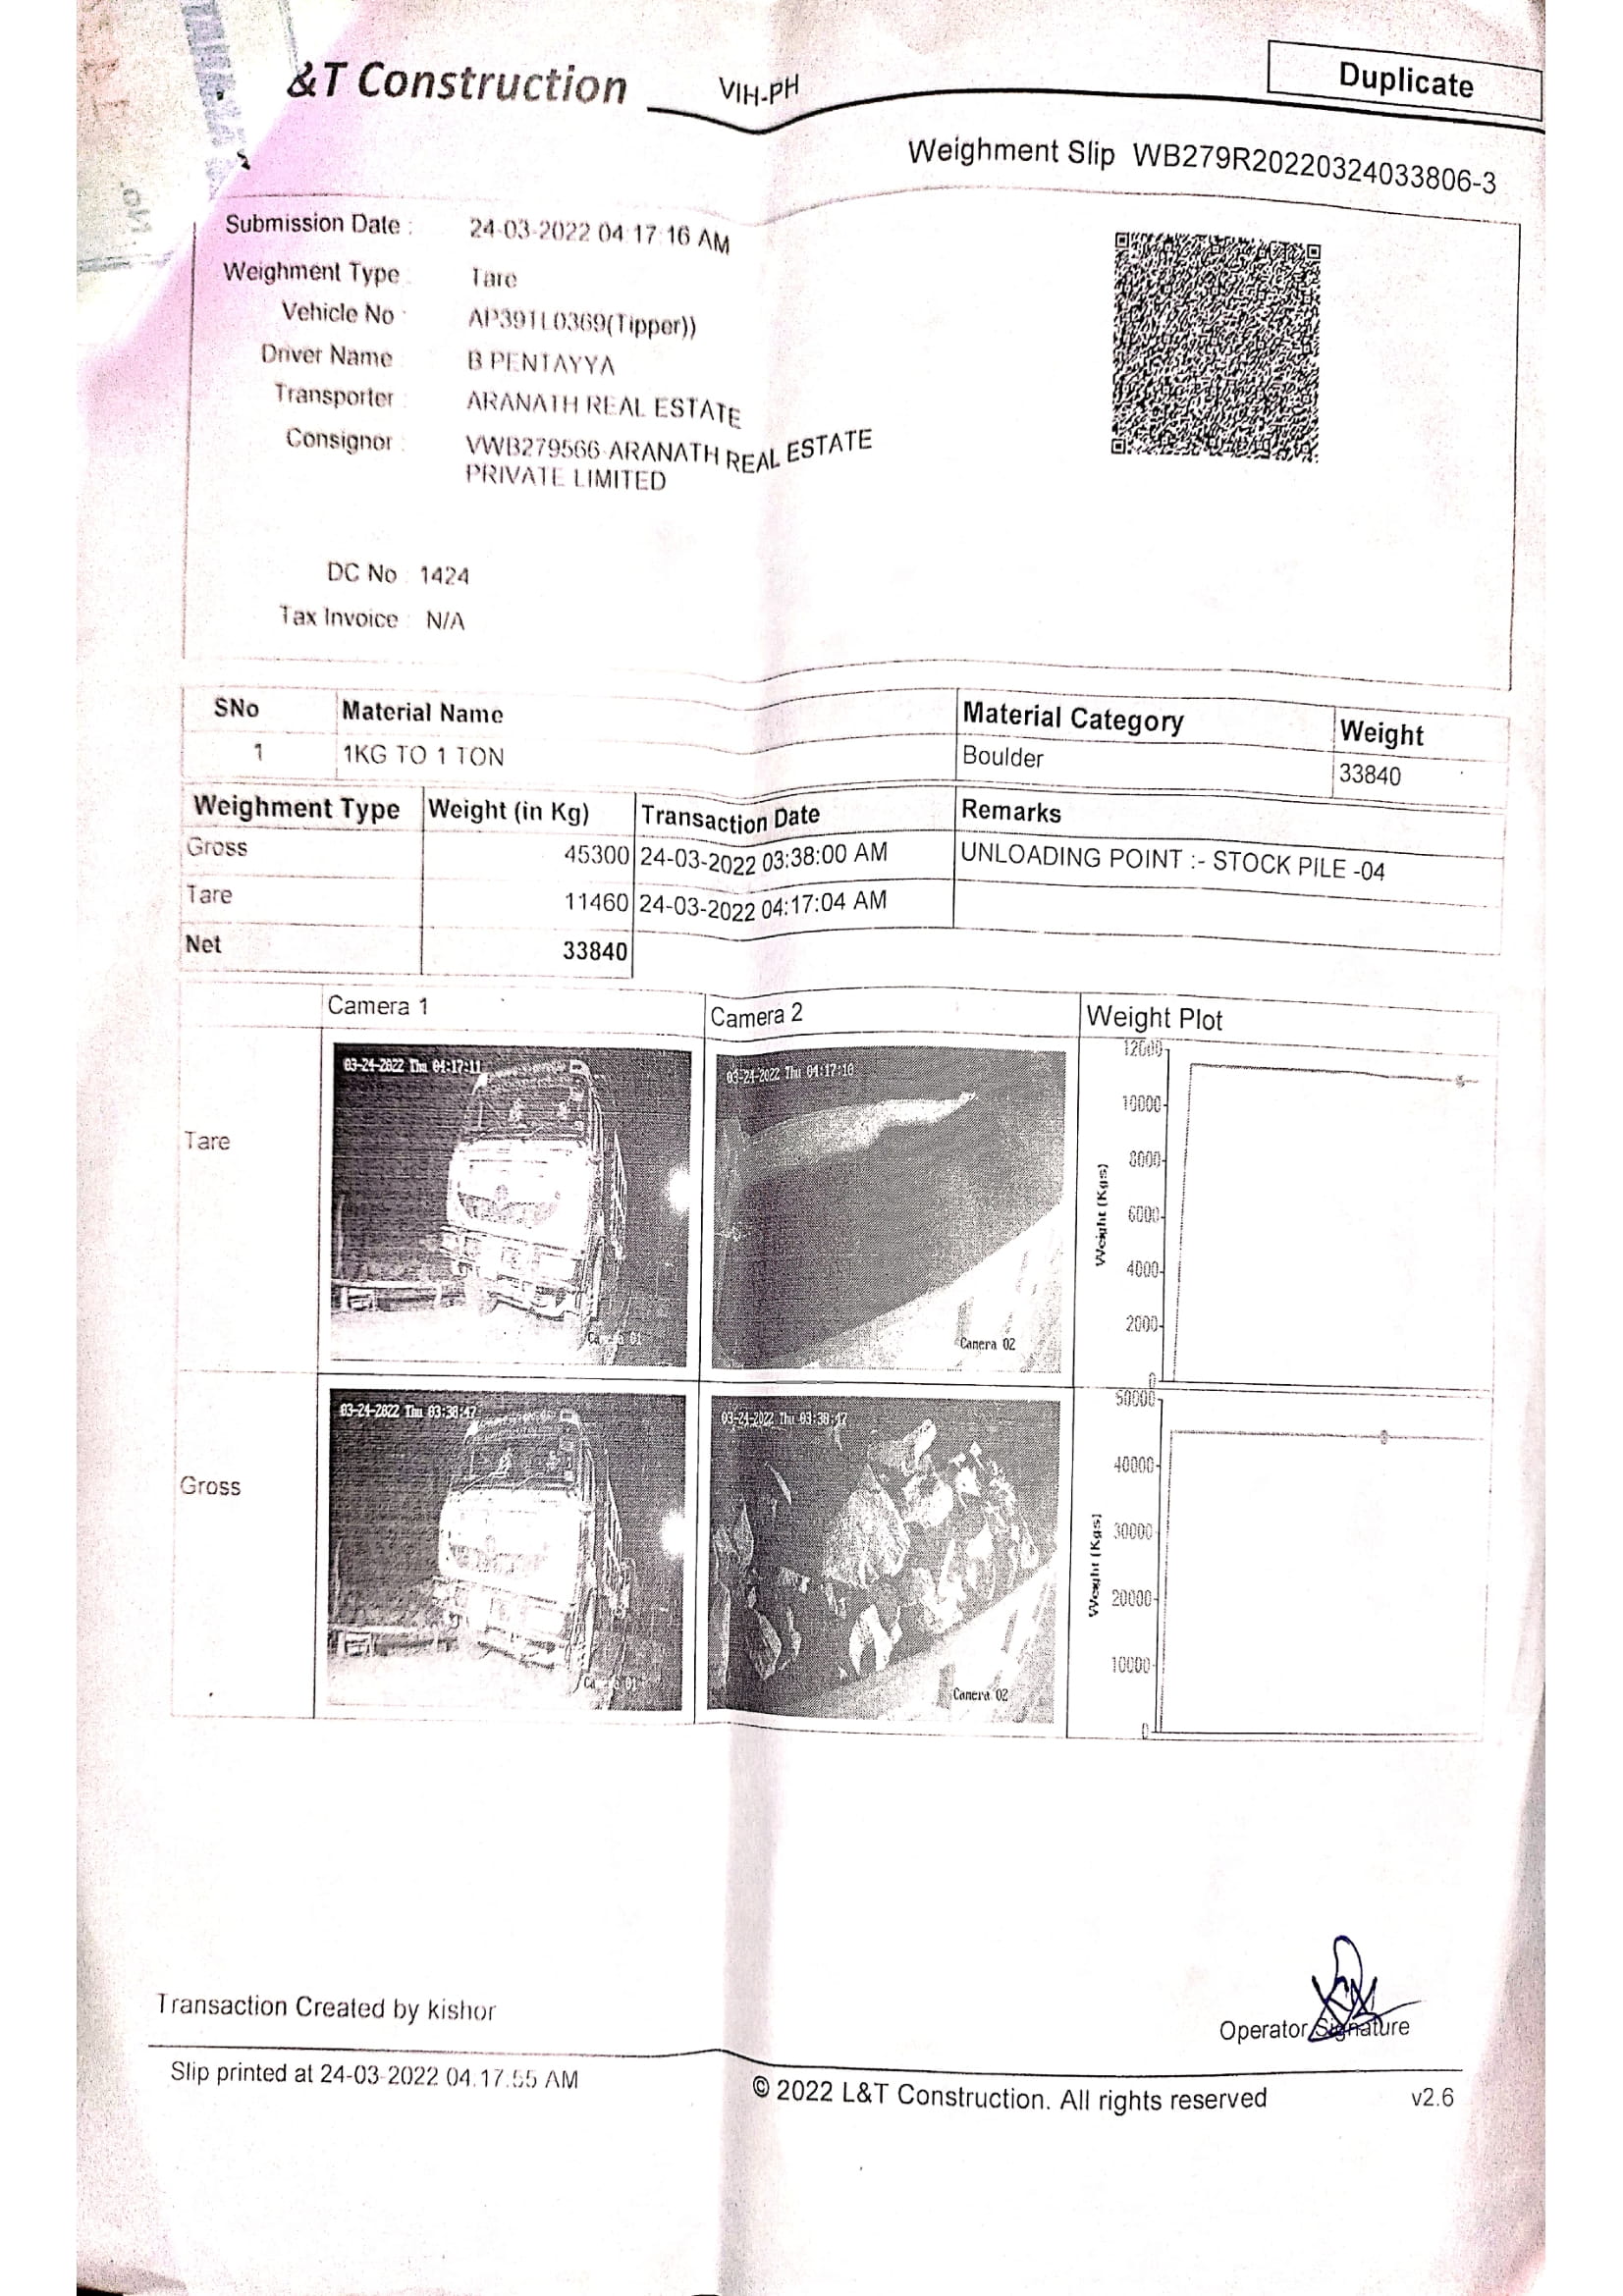 &T Construction
VIH-PH
Duplicate
Weighment Slip WB279R20220324033806-3
Submission Date : 24-03-2022 04:17:16 AM
Weighment Type : Tare
Vehicle No : (Tipper))
Driver Name B PENTAYYA
Transporter : ARANATH REAL ESTATE
Consignor : VWB279566-ARANATH REAL ESTATE
PRIVATE LIMITED
DC No : 1424
Tax Invoice : N/A
SNo Material Name Material Category Weight
1 1KG TO 1 TON Boulder 33840
Weighment Type Weight (in Kg) Transaction Date Remarks
Gross 45300 24-03-2022 03:38:00 AM UNLOADING POINT :- STOCK PILE -04
Tare 11460 24-03-2022 04:17:04 AM
Net 33840
Camera 1 Camera 2 Weight Plot
Tare
03-24-2022 Thu 04:17:11
Camera 01
03-24-2022 Thu 04:17:10
Camera 02
Weight (Kgs)
12000
10000
8000
6000
4000
2000
0
Gross
03-24-2022 Thu 03:38:47
Camera 01
03-24-2022 Thu 03:38:47
Camera 02
Weight (Kgs)
50000
40000
30000
20000
10000
0
Transaction Created by kishor
Operator Signature
Slip printed at 24-03-2022 04.17.55 AM
© 2022 L&T Construction. All rights reserved
v2.6